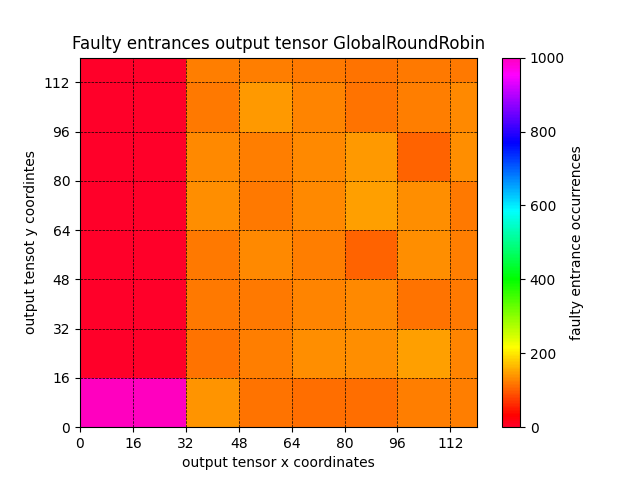 Faulty entrances output tensor GlobalRoundRobin
output tensot y coordintes
112
96
80
64
48
32
16
0
0 16 32 48 64 80 96 112
output tensor x coordinates
1000
800
600
400
200
0
faulty entrance occurrences